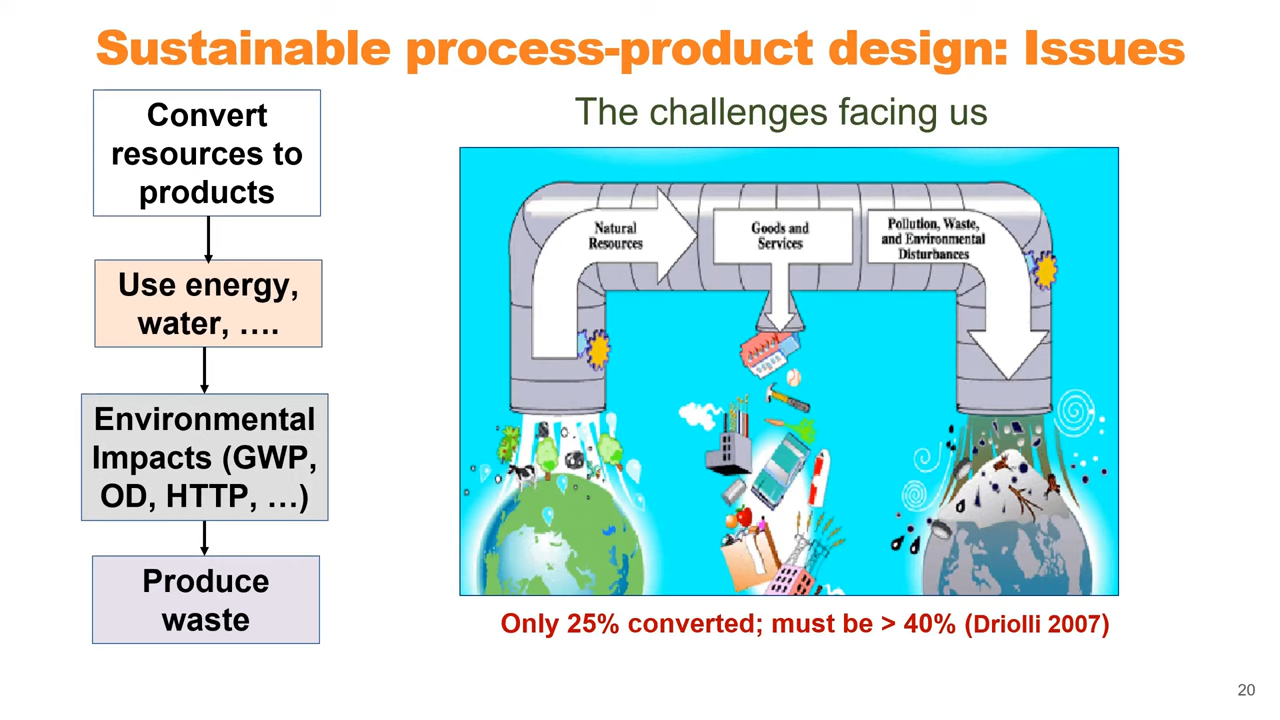 Sustainable process-product design: Issues
Convert
resources to
products
Use energy,
water, ….
Environmental
Impacts (GWP,
OD, HTTP, …)
Produce
waste
The challenges facing us
Natural
Resources
Goods and
Services
Pollution, Waste,
and Environmental
Disturbances
Only 25% converted; must be > 40% (Driolli 2007)
20